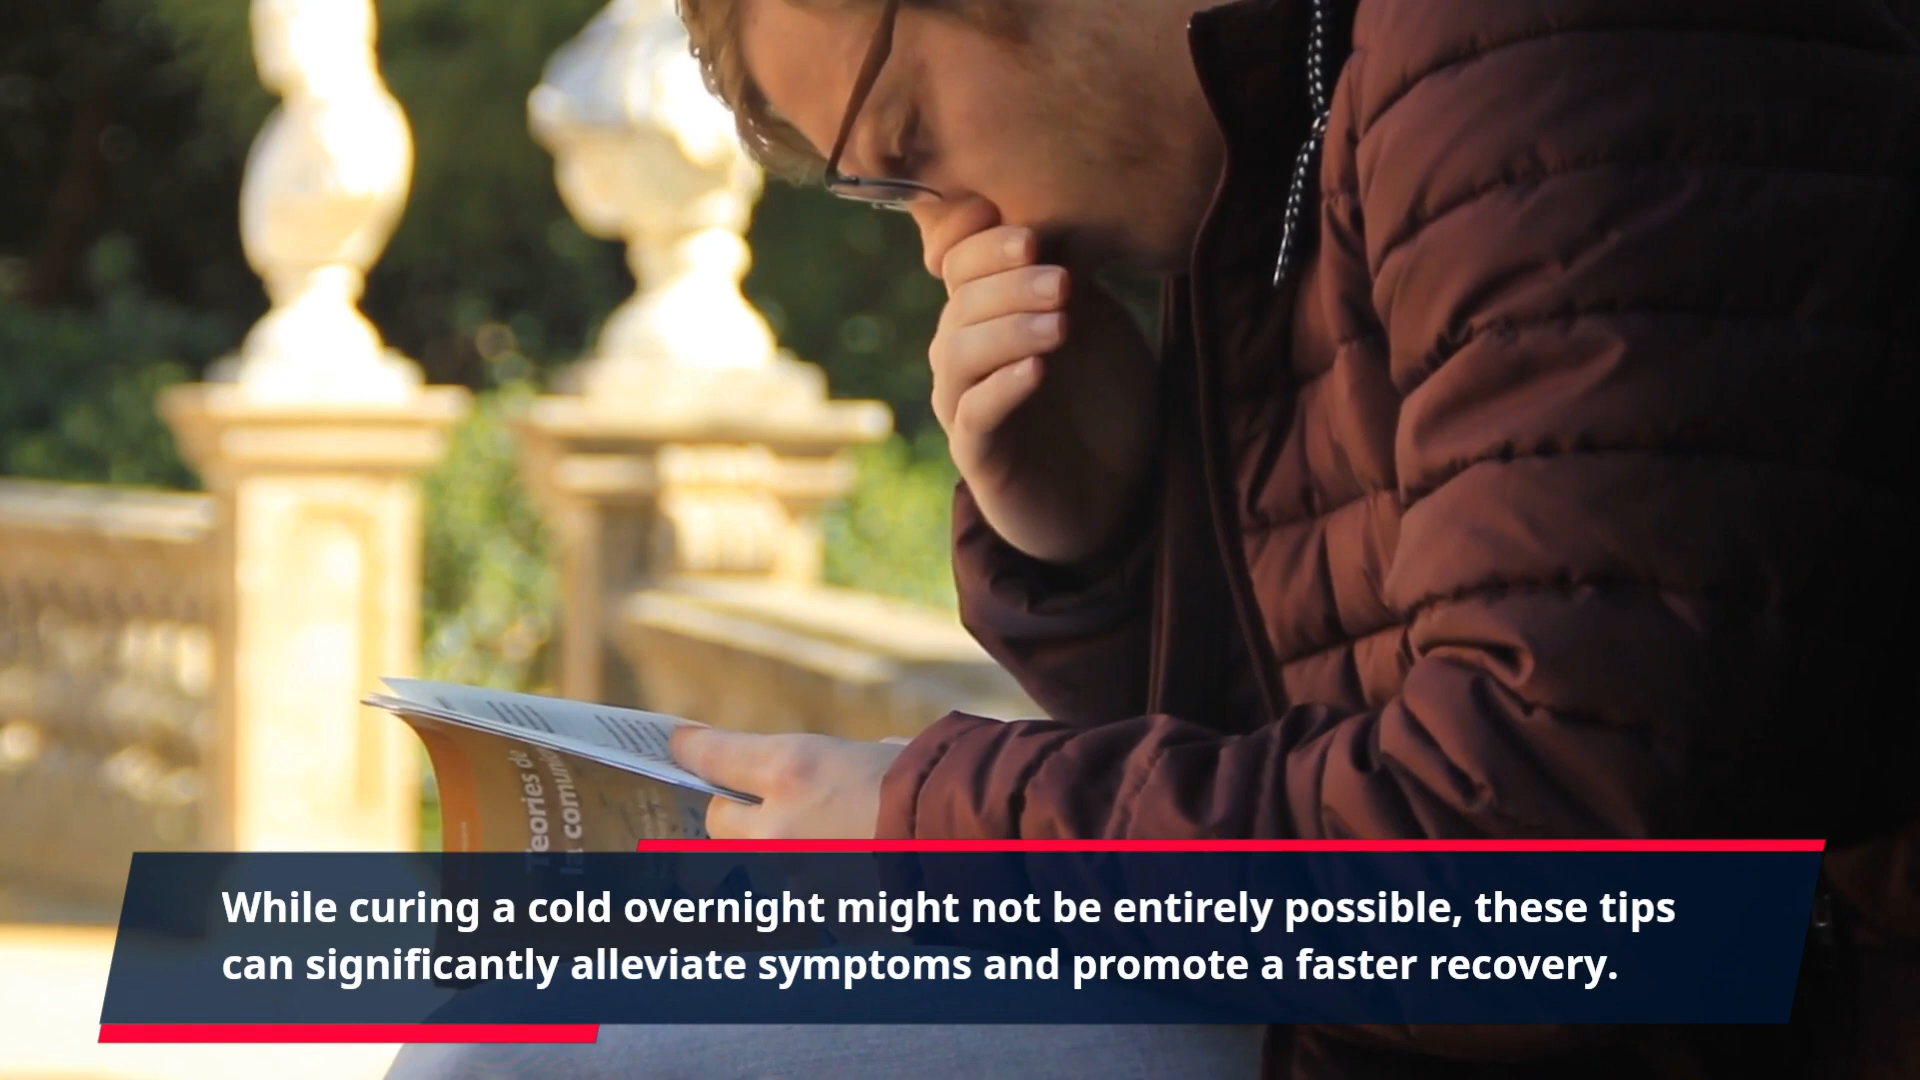 Teories de
la comuni
While curing a cold overnight might not be entirely possible, these tips
can significantly alleviate symptoms and promote a faster recovery.